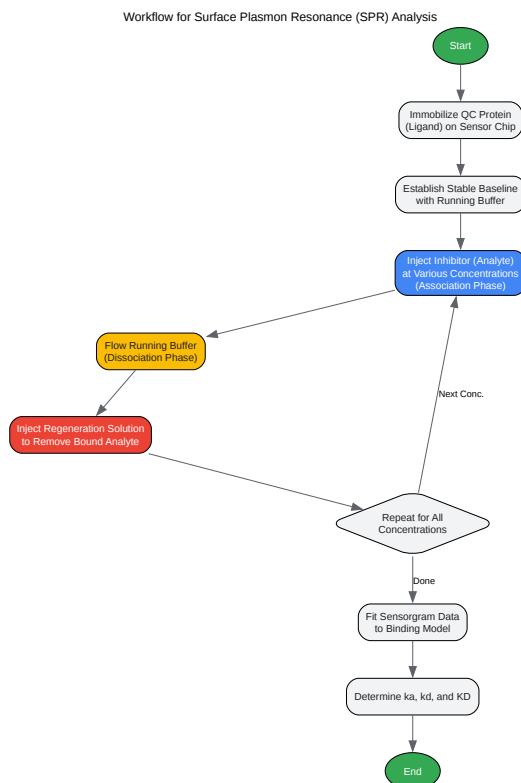 Workflow for Surface Plasmon Resonance (SPR) Analysis
Start
Immobilize QC Protein
(Ligand) on Sensor Chip
Establish Stable Baseline
with Running Buffer
Inject Inhibitor (Analyte)
at Various Concentrations
(Association Phase)
Flow Running Buffer
(Dissociation Phase)
Next Conc.
Inject Regeneration Solution
to Remove Bound Analyte
Repeat for All
Concentrations
Done
Fit Sensorgram Data
to Binding Model
Determine ka, kd, and KD
End